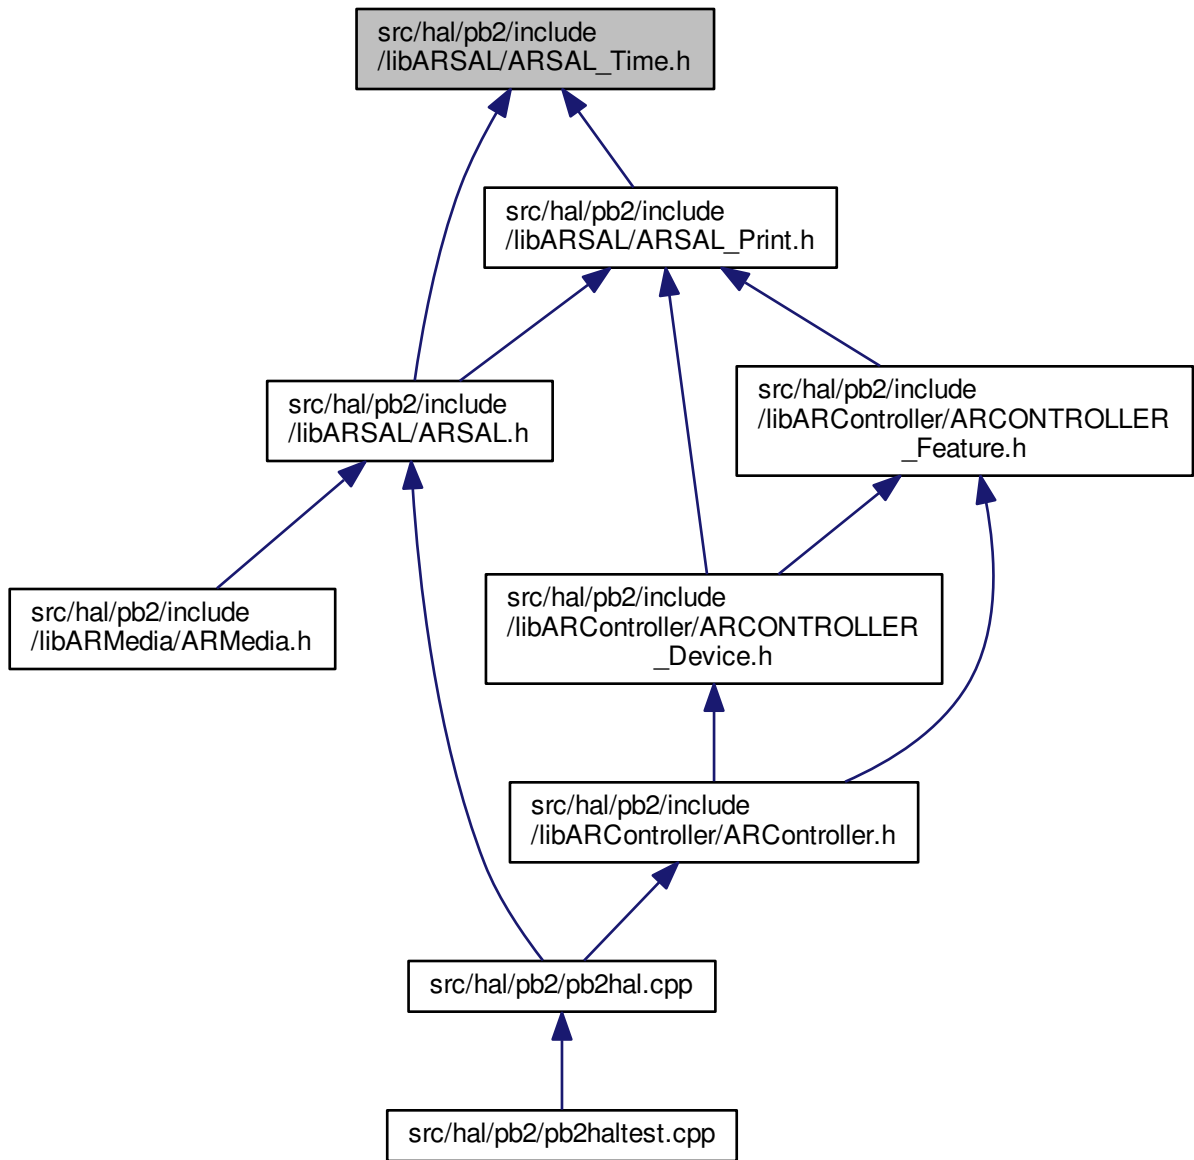 src/hal/pb2/include
/libARSAL/ARSAL_Time.h
src/hal/pb2/include
/libARSAL/ARSAL_Print.h
src/hal/pb2/include
/libARSAL/ARSAL.h
src/hal/pb2/include
/libARController/ARCONTROLLER
_Feature.h
src/hal/pb2/include
/libARMedia/ARMedia.h
src/hal/pb2/include
/libARController/ARCONTROLLER
_Device.h
src/hal/pb2/include
/libARController/ARController.h
src/hal/pb2/pb2hal.cpp
src/hal/pb2/pb2haltest.cpp